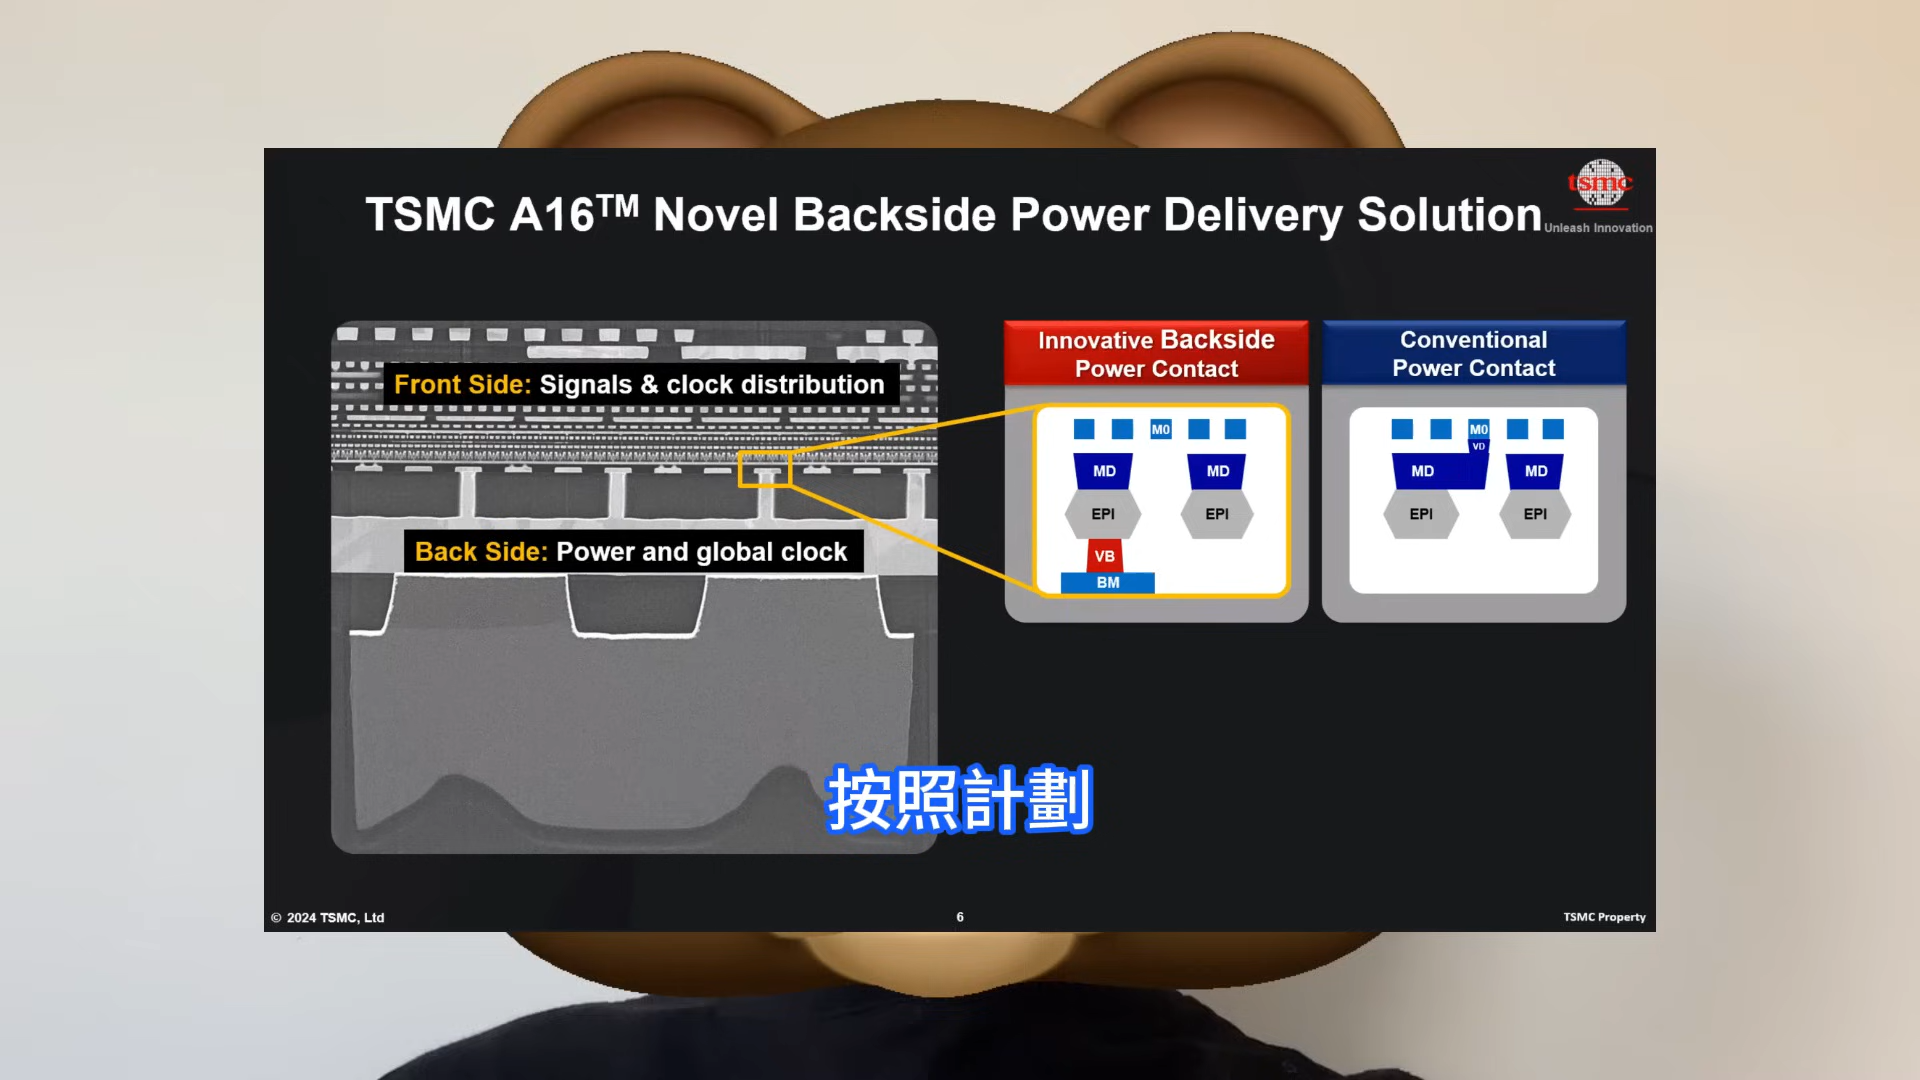 TSMC A16™ Novel Backside Power Delivery Solution
tsmc
Unleash Innovation
Front Side: Signals & clock distribution
Back Side: Power and global clock
Innovative Backside
Power Contact
M0
MD
MD
EPI
EPI
VB
BM
Conventional
Power Contact
M0
VD
MD
MD
EPI
EPI
按照計劃
© 2024 TSMC, Ltd
6
TSMC Property